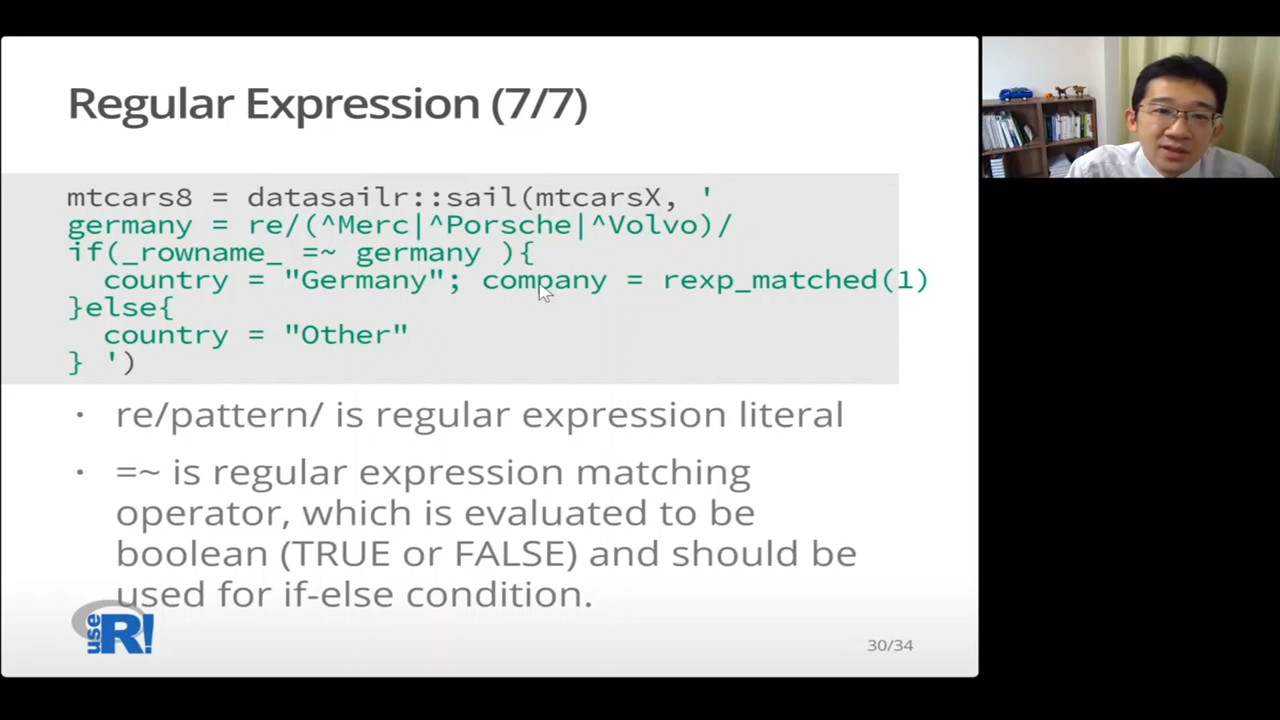 Regular Expression (7/7)
mtcars8 = datasailr::sail(mtcarsX, '
germany = re/(^Merc|^Porsche|^Volvo)/
if(_rowname_ =~ germany ){
  country = "Germany"; company = rexp_matched(1)
}else{
  country = "Other"
} ')
· re/pattern/ is regular expression literal
· =~ is regular expression matching
operator, which is evaluated to be
boolean (TRUE or FALSE) and should be
used for if-else condition.
use R!
30/34